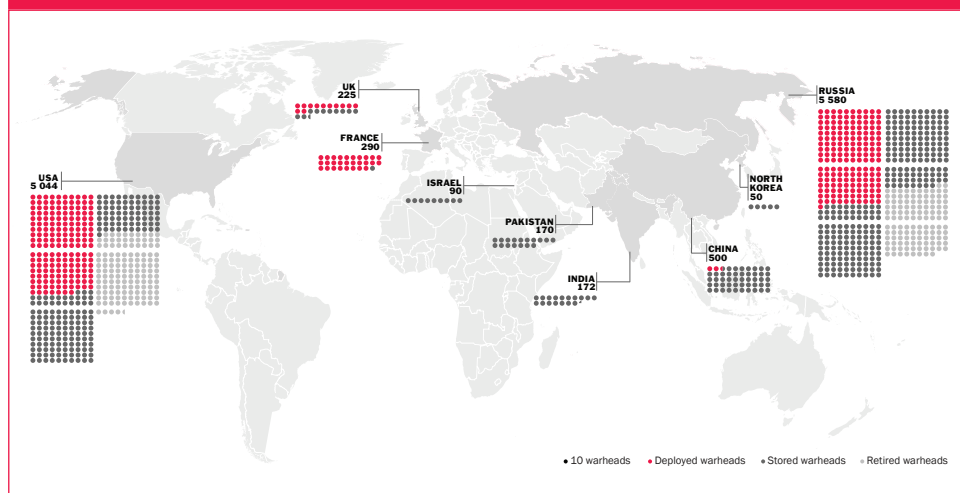 UK
225
FRANCE
290
USA
5 044
ISRAEL
90
PAKISTAN
170
INDIA
172
CHINA
500
NORTH
KOREA
50
RUSSIA
5 580
10 warheads
Deployed warheads
Stored warheads
Retired warheads